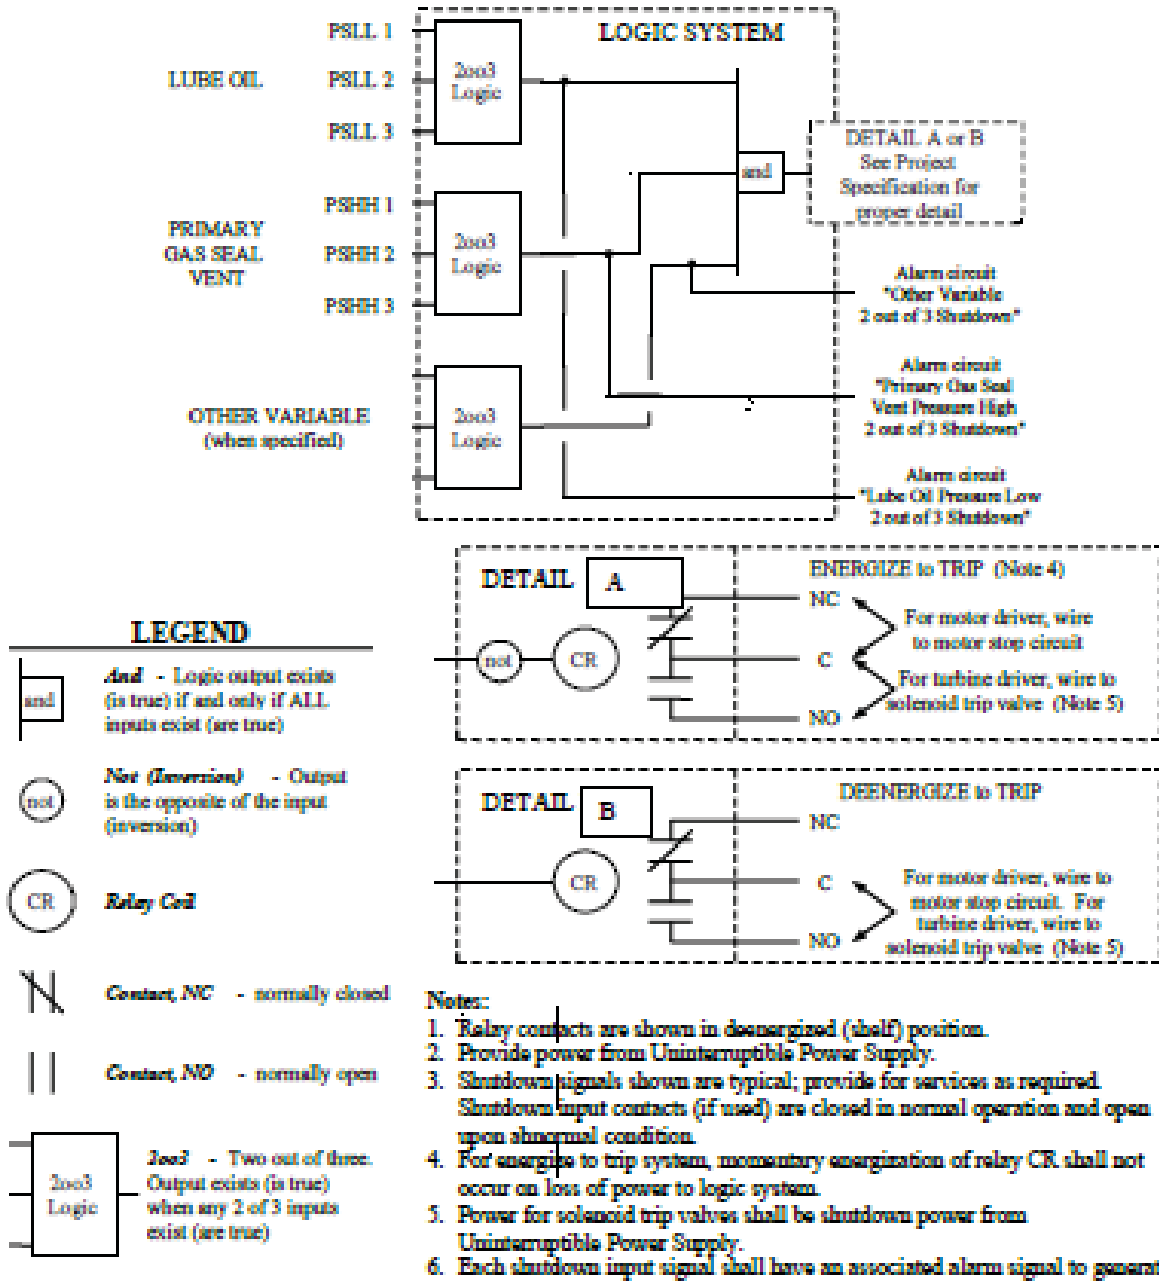 LOGIC SYSTEM
LUBE OIL
PSLL 1
PSLL 2
PSLL 3
2oo3
Logic
PRIMARY
GAS SEAL
VENT
PSHH 1
PSHH 2
PSHH 3
2oo3
Logic
OTHER VARIABLE
(when specified)
2oo3
Logic
and
DETAIL A or B
See Project
Specification for
proper detail
Alarm circuit
"Other Variable
2 out of 3 Shutdown"
Alarm circuit
"Primary Gas Seal
Vent Pressure High
2 out of 3 Shutdown"
Alarm circuit
"Lube Oil Pressure Low
2 out of 3 Shutdown"
DETAIL A
ENERGIZE to TRIP (Note 4)
not
CR
NC
C
NO
For motor driver, wire
to motor stop circuit
For turbine driver, wire to
solenoid trip valve (Note 5)
DETAIL B
DEENERGIZE to TRIP
CR
NC
C
NO
For motor driver, wire to
motor stop circuit. For
turbine driver, wire to
solenoid trip valve (Note 5)
LEGEND
and
And - Logic output exists
(is true) if and only if ALL
inputs exist (are true)
not
Not (Inversion) - Output
is the opposite of the input
(inversion)
CR
Relay Coil
Contact, NC - normally closed
Contact, NO - normally open
2oo3
Logic
2oo3 - Two out of three.
Output exists (is true)
when any 2 of 3 inputs
exist (are true)
Notes:
1. Relay contacts are shown in deenergized (shelf) position.
2. Provide power from Uninterruptible Power Supply.
3. Shutdown signals shown are typical; provide for services as required.
Shutdown input contacts (if used) are closed in normal operation and open
upon abnormal condition.
4. For energize to trip system, momentary energization of relay CR shall not
occur on loss of power to logic system.
5. Power for solenoid trip valves shall be shutdown power from
Uninterruptible Power Supply.
6. Each shutdown input signal shall have an associated alarm signal to generat